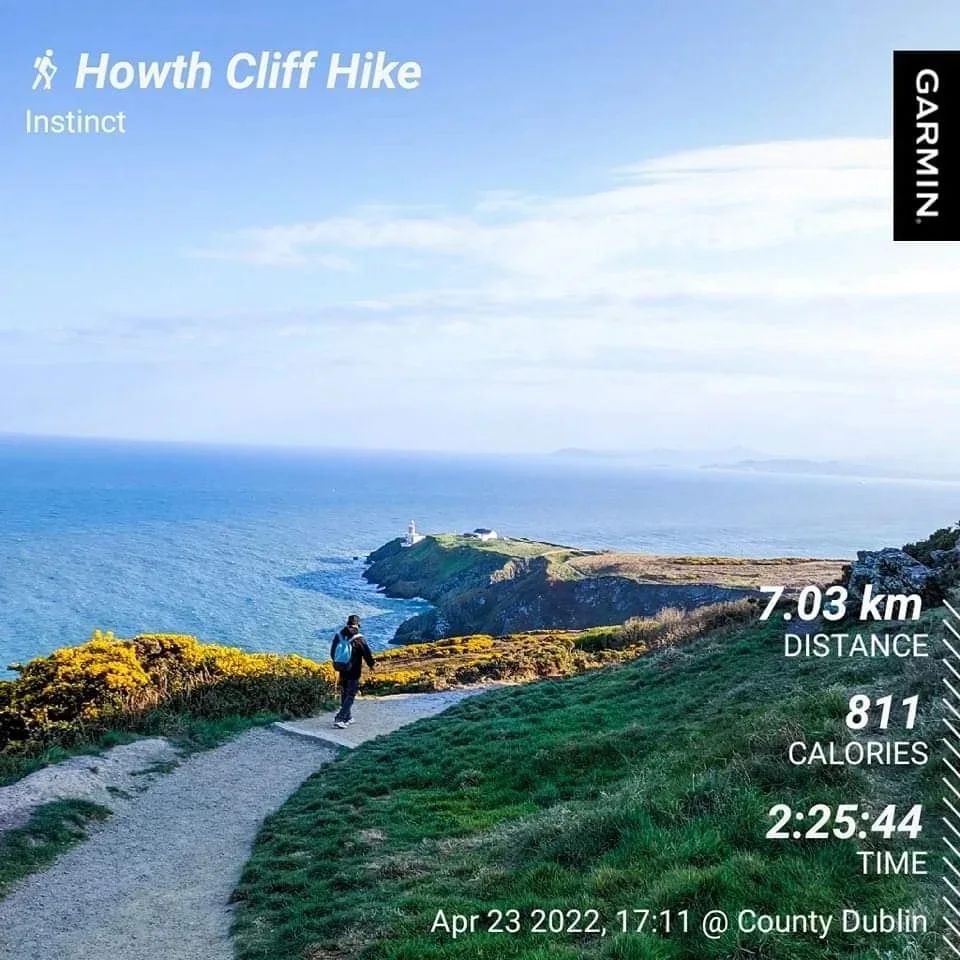 Howth Cliff Hike
Instinct
GARMIN
7.03 km
DISTANCE
811
CALORIES
2:25:44
TIME
Apr 23 2022, 17:11 @ County Dublin